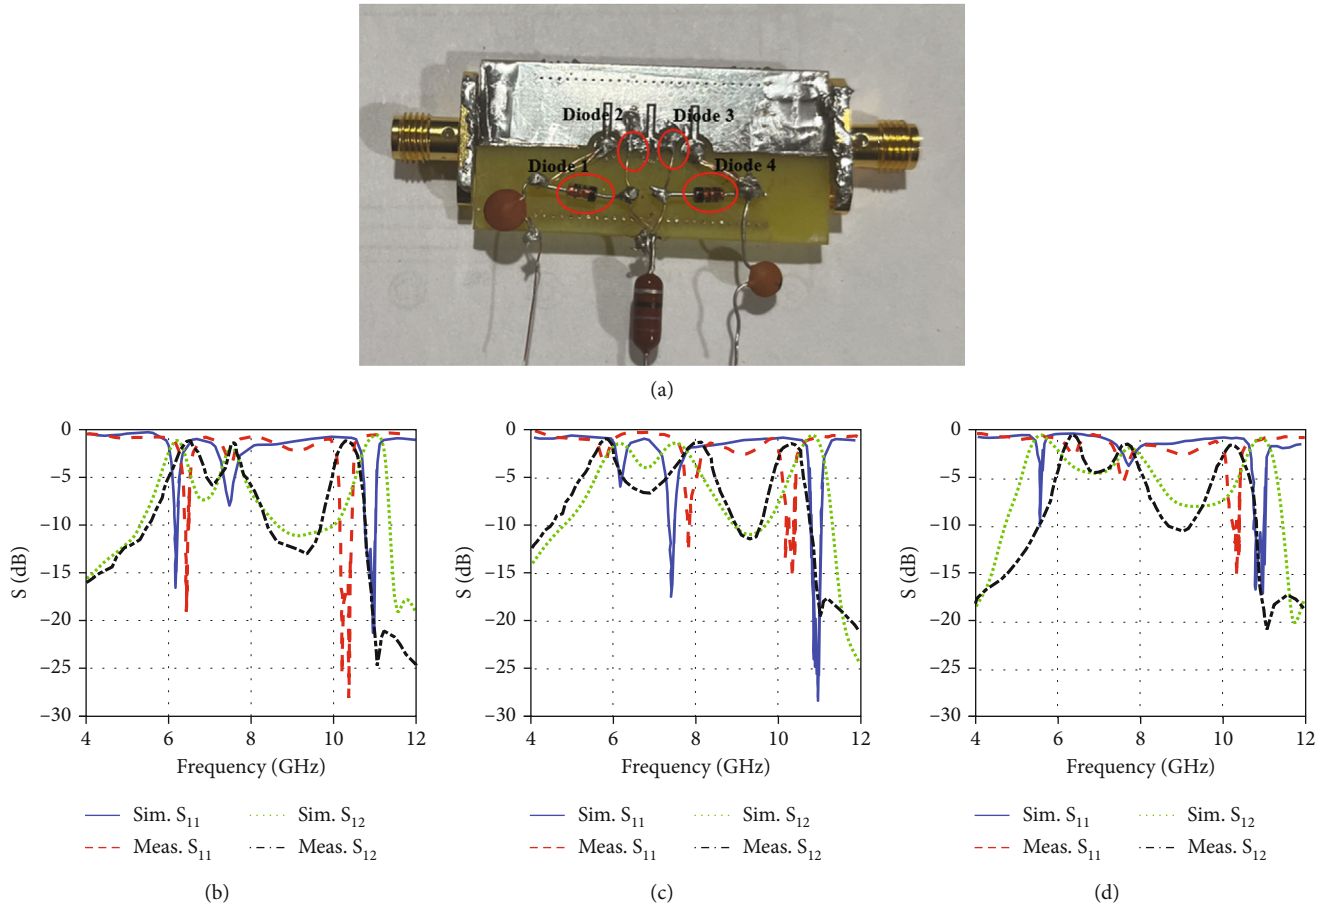 Diode 2
Diode 3
Diode 1
Diode 4
(a)
0
−5
−10
−15
−20
−25
−30
S (dB)
4
6
8
10
12
Frequency (GHz)
Sim. S11
Sim. S12
Meas. S11
Meas. S12
(b)
0
−5
−10
−15
−20
−25
−30
S (dB)
4
6
8
10
12
Frequency (GHz)
Sim. S11
Sim. S12
Meas. S11
Meas. S12
(c)
0
−5
−10
−15
−20
−25
−30
S (dB)
4
6
8
10
12
Frequency (GHz)
Sim. S11
Sim. S12
Meas. S11
Meas. S12
(d)